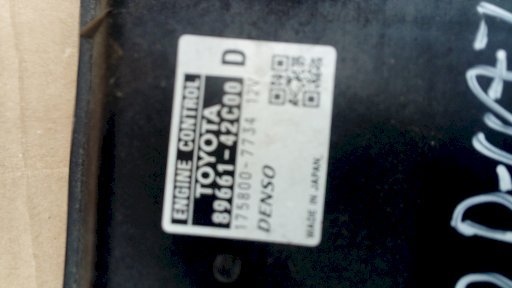 ENGINE CONTROL D
TOYOTA
89661-42C00
175800-7734 12V
DENSO
MADE IN JAPAN